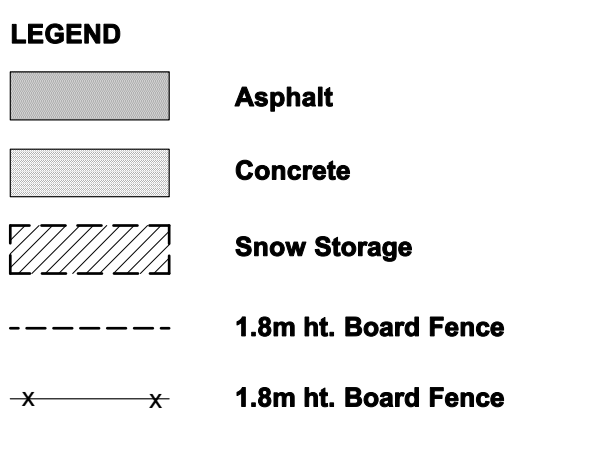 LEGEND
Asphalt
Concrete
Snow Storage
1.8m ht. Board Fence
x x 1.8m ht. Board Fence